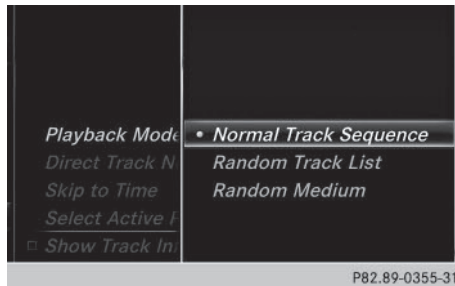 Playback Mode
Direct Track N
Skip to Time
Select Active
Show Track In
• Normal Track Sequence
Random Track List
Random Medium
P82.89-0355-31